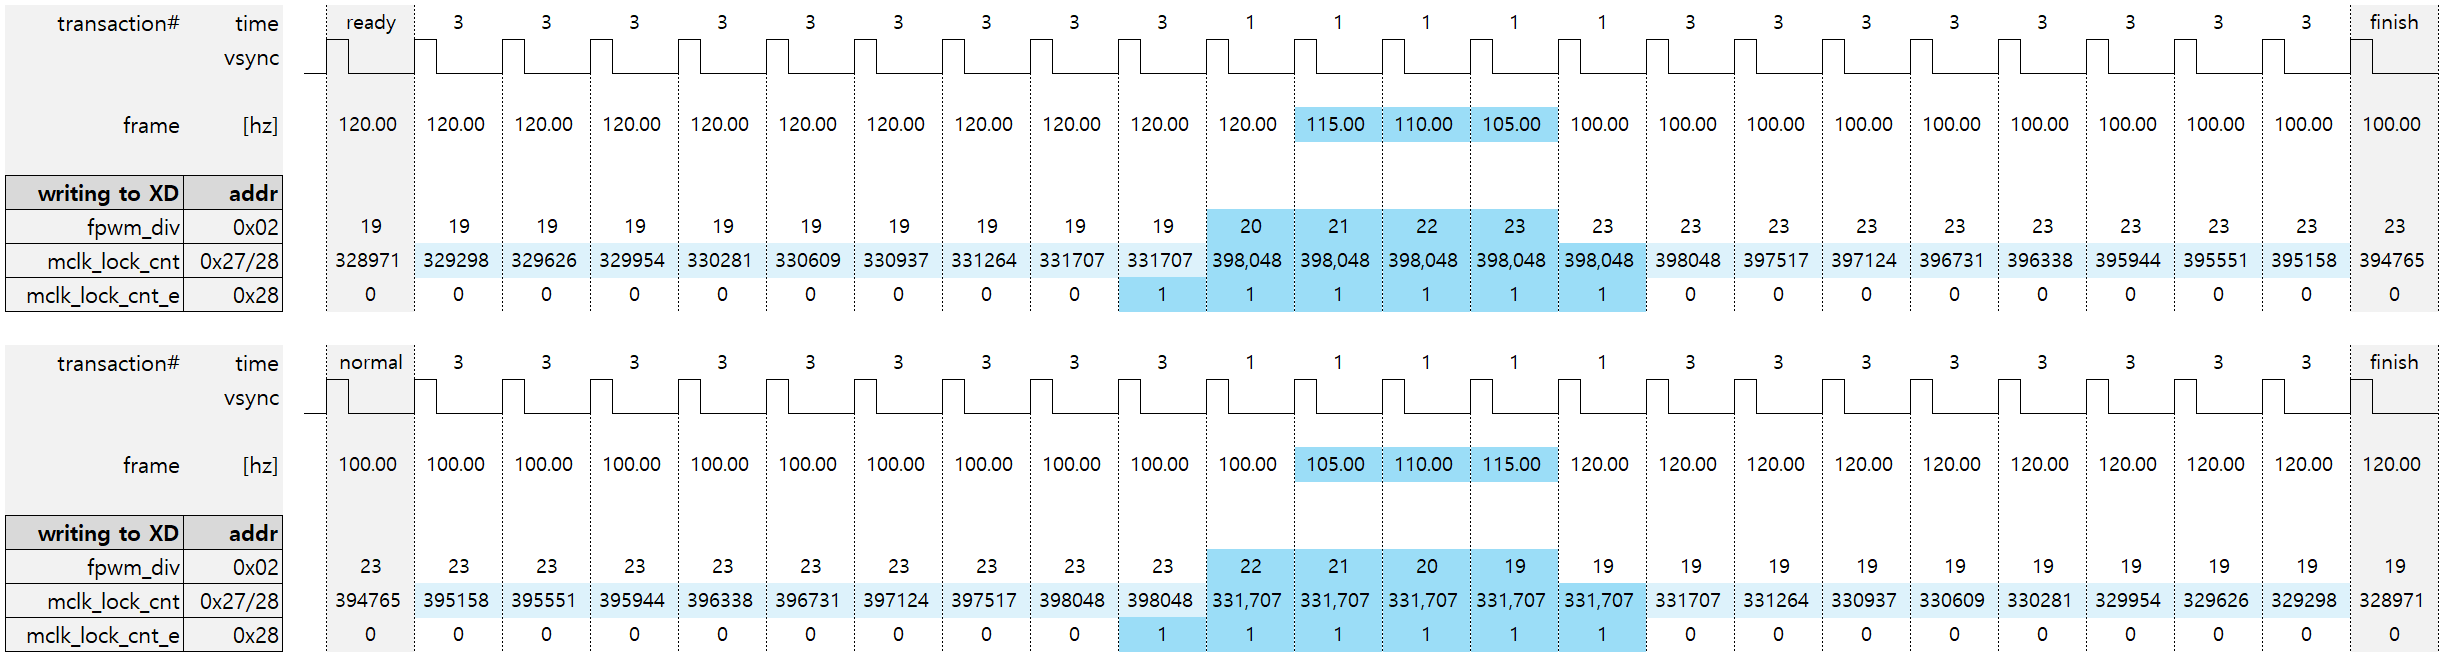 transaction# time ready 3 3 3 3 3 3 3 3 3 1 1 1 1 1 3 3 3 3 3 3 3 3 finish
vsync
frame [hz] 120.00 120.00 120.00 120.00 120.00 120.00 120.00 120.00 120.00 120.00 120.00 115.00 110.00 105.00 100.00 100.00 100.00 100.00 100.00 100.00 100.00 100.00 100.00 100.00
writing to XD addr
fpwm_div 0x02 19 19 19 19 19 19 19 19 19 19 20 21 22 23 23 23 23 23 23 23 23 23 23 23
mclk_lock_cnt 0x27/28 328971 329298 329626 329954 330281 330609 330937 331264 331707 331707 398,048 398,048 398,048 398,048 398,048 398048 397517 397124 396731 396338 395944 395551 395158 394765
mclk_lock_cnt_e 0x28 0 0 0 0 0 0 0 0 0 1 1 1 1 1 1 0 0 0 0 0 0 0 0 0
transaction# time normal 3 3 3 3 3 3 3 3 3 1 1 1 1 1 3 3 3 3 3 3 3 3 finish
vsync
frame [hz] 100.00 100.00 100.00 100.00 100.00 100.00 100.00 100.00 100.00 100.00 100.00 105.00 110.00 115.00 120.00 120.00 120.00 120.00 120.00 120.00 120.00 120.00 120.00 120.00
writing to XD addr
fpwm_div 0x02 23 23 23 23 23 23 23 23 23 23 22 21 20 19 19 19 19 19 19 19 19 19 19 19
mclk_lock_cnt 0x27/28 394765 395158 395551 395944 396338 396731 397124 397517 398048 398048 331,707 331,707 331,707 331,707 331,707 331707 331264 330937 330609 330281 329954 329626 329298 328971
mclk_lock_cnt_e 0x28 0 0 0 0 0 0 0 0 0 1 1 1 1 1 1 0 0 0 0 0 0 0 0 0